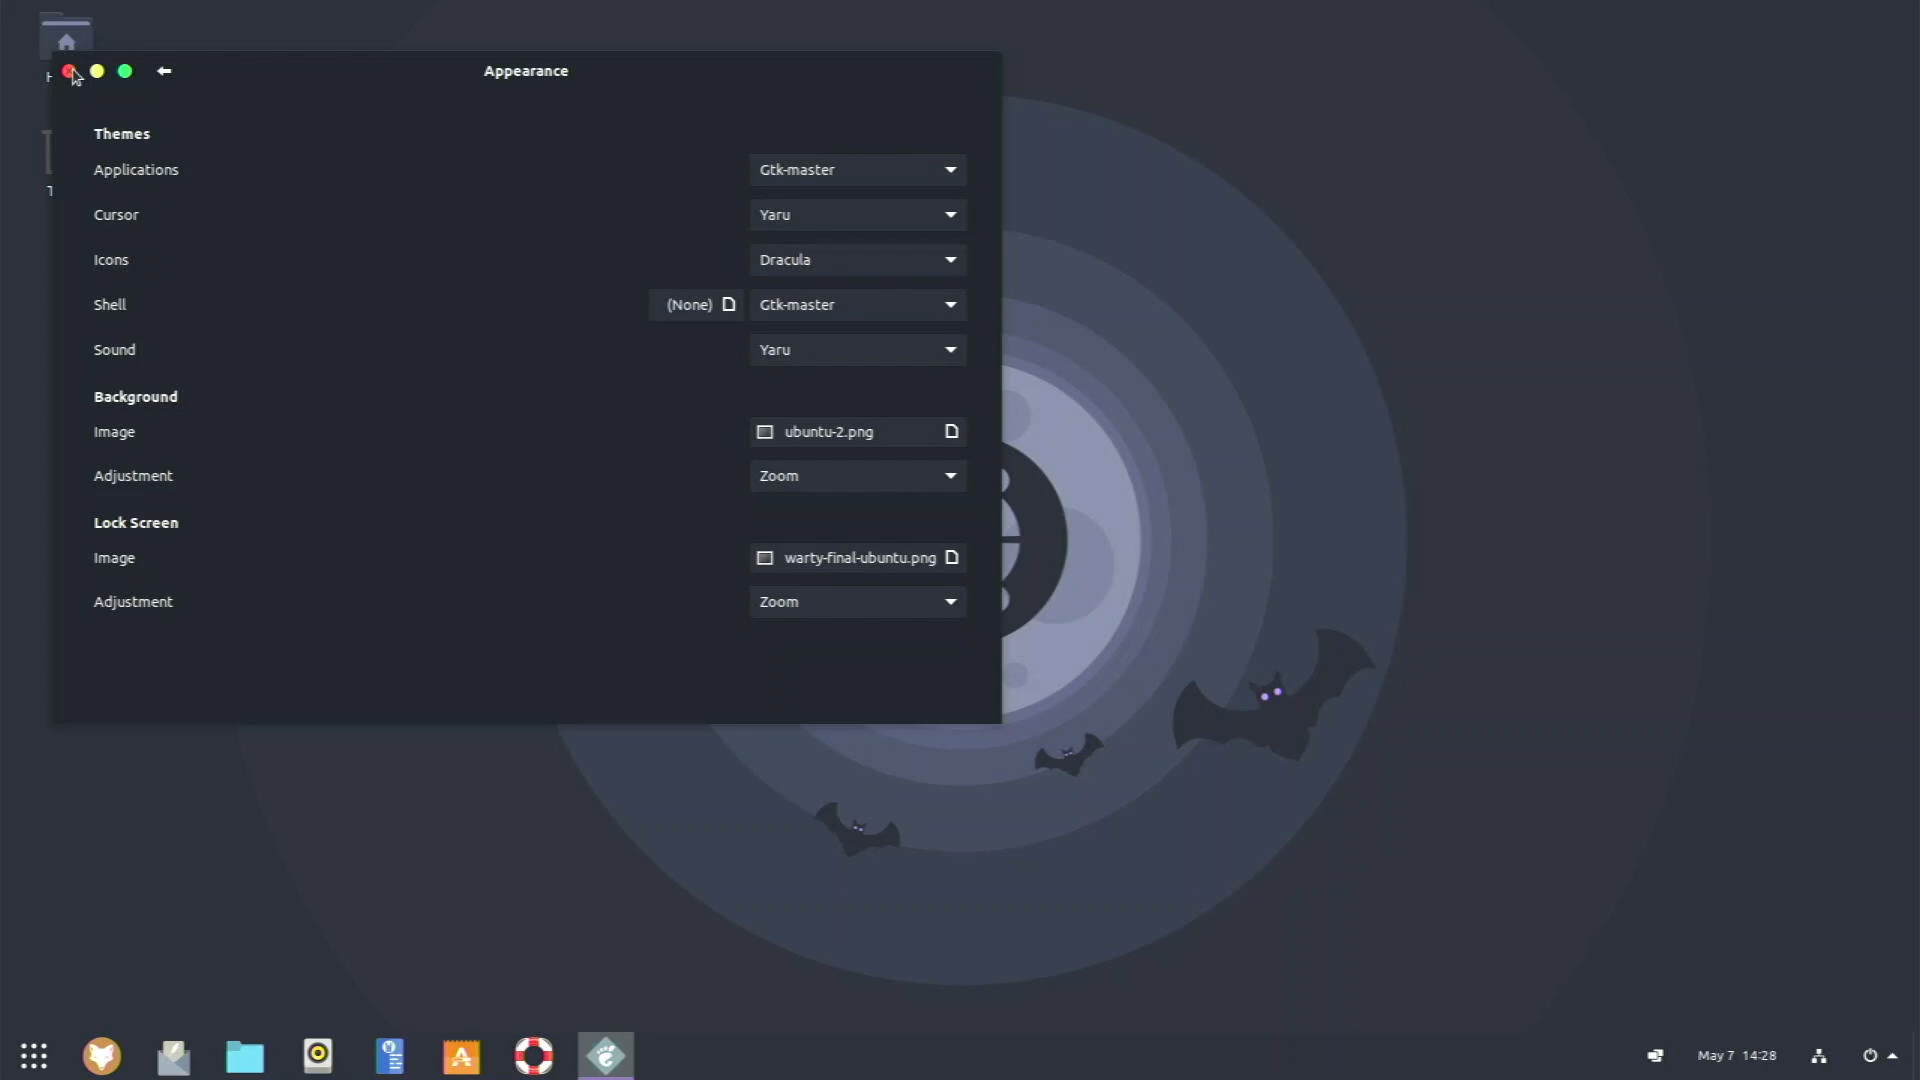 Appearance
Themes
Applications Gtk-master
Cursor Yaru
Icons Dracula
Shell (None) Gtk-master
Sound Yaru
Background
Image ubuntu-2.png
Adjustment Zoom
Lock Screen
Image warty-final-ubuntu.png
Adjustment Zoom
May 7 14:28